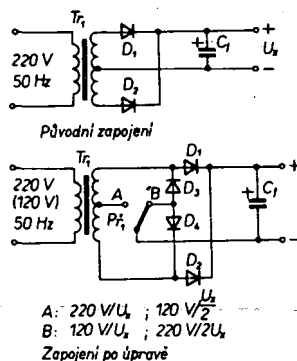 Tr₁
D₁
+
220 V
50 Hz
+
C₁
Uₓ
D₂
–
Původní zapojení
Tr₁
D₁
+
220 V
(120 V)
50 Hz
A
B
D₃
Př₁
D₄
+
C₁
D₂
–
A: 220 V/Uₓ ; 120 V/Uₓ/2
B: 120 V/Uₓ ; 220 V/2Uₓ
Zapojení po úpravě